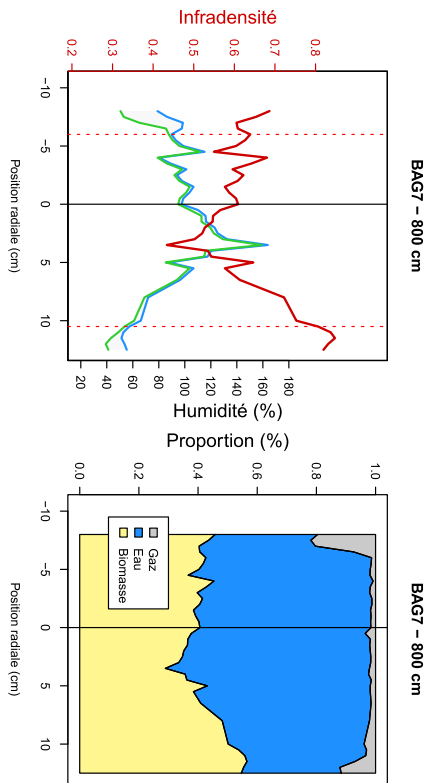 Infradensité
0.2 0.3 0.4 0.5 0.6 0.7 0.8
BAG7 − 800 cm
−10 −5 0 5 10
Position radiale (cm)
20 40 60 80 100 120 140 160 180
Humidité (%)
Proportion (%)
0.0 0.2 0.4 0.6 0.8 1.0
BAG7 − 800 cm
−10 −5 0 5 10
Position radiale (cm)
Gaz
Eau
Biomasse